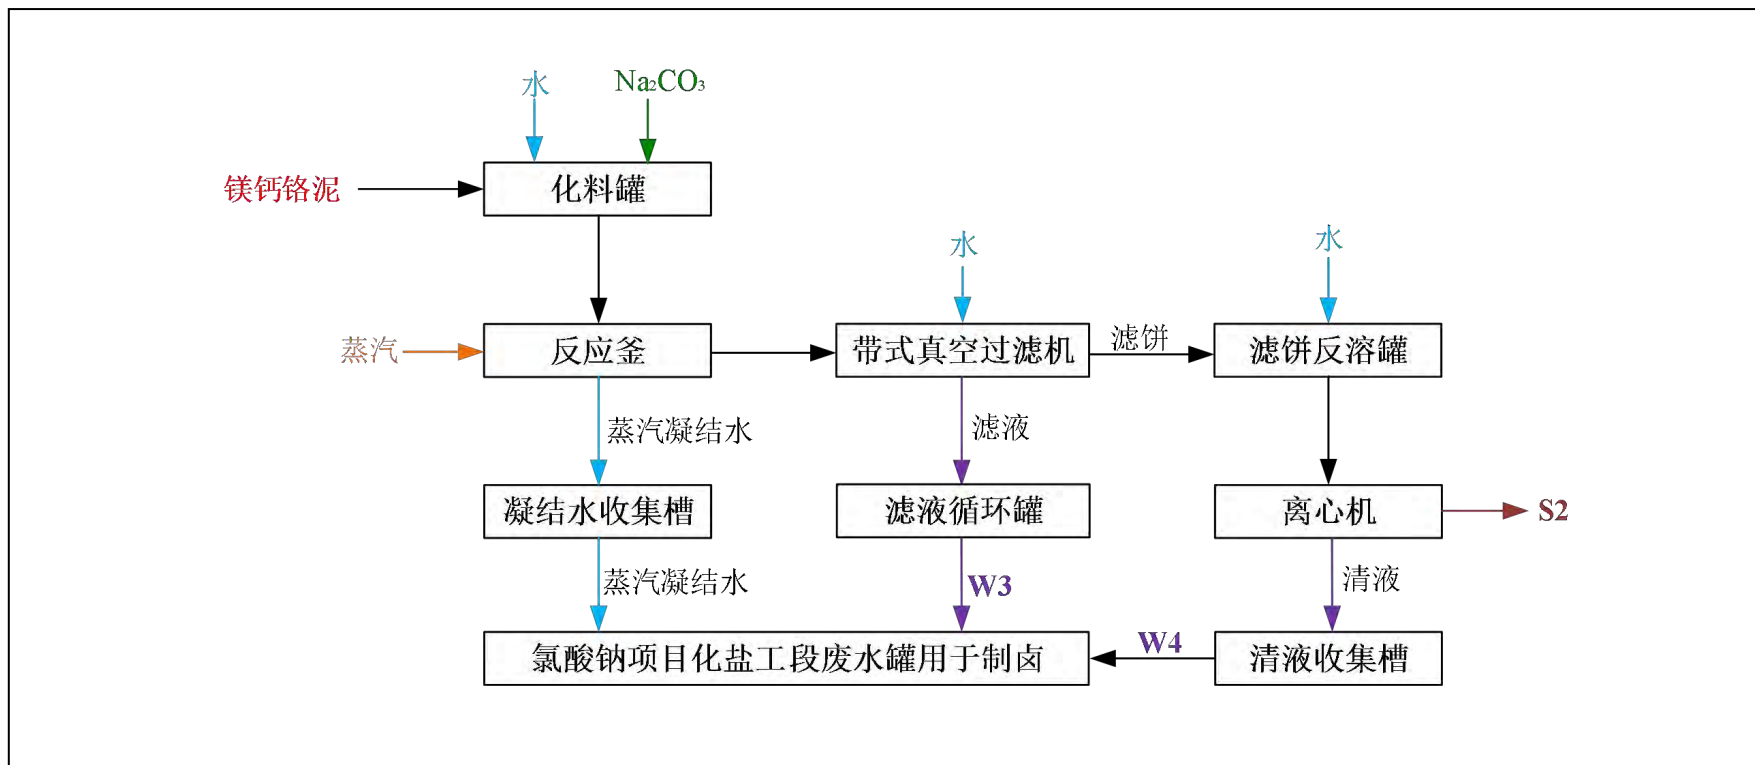 水
Na₂CO₃
镁钙铬泥
化料罐
水
水
蒸汽
反应釜
带式真空过滤机
滤饼
滤饼反溶罐
蒸汽凝结水
滤液
凝结水收集槽
滤液循环罐
离心机
S2
蒸汽凝结水
W3
清液
氯酸钠项目化盐工段废水罐用于制卤
W4
清液收集槽